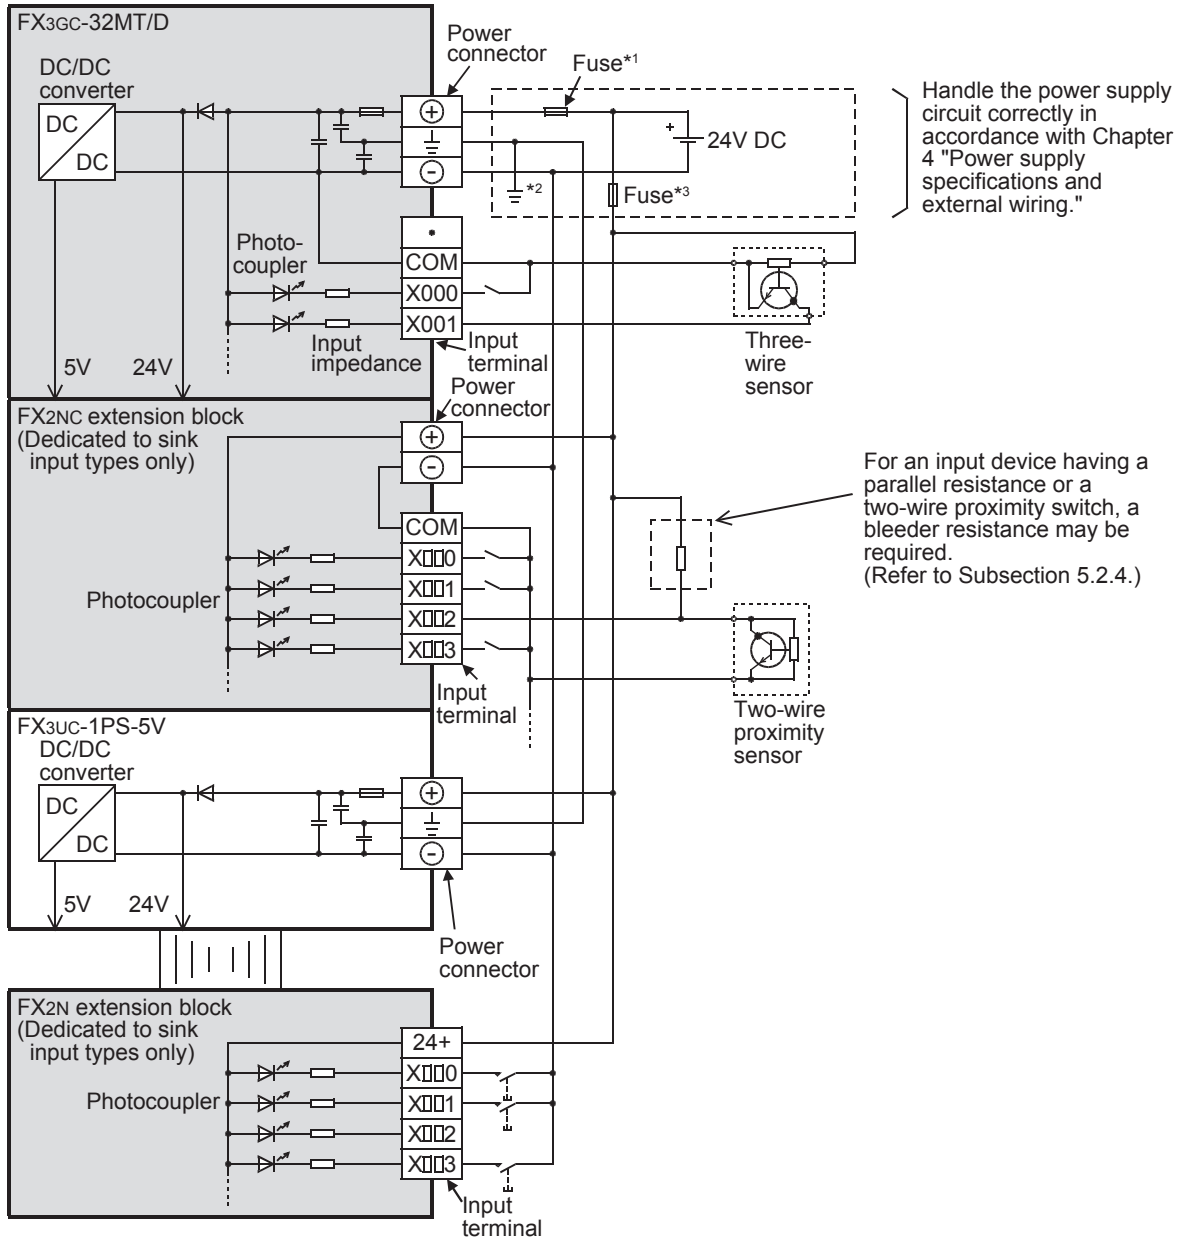 FX3GC-32MT/D
Power
connector
Fuse*1
DC/DC
converter
DC
DC
+
24V DC
Handle the power supply
circuit correctly in
accordance with Chapter
4 "Power supply
specifications and
external wiring."
*2
Fuse*3
Photo-
coupler
COM
X000
X001
Input
impedance
Input
terminal
Three-
wire
sensor
5V
24V
Power
connector
FX2NC extension block
(Dedicated to sink
input types only)
For an input device having a
parallel resistance or a
two-wire proximity switch, a
bleeder resistance may be
required.
(Refer to Subsection 5.2.4.)
COM
X□□0
X□□1
X□□2
X□□3
Photocoupler
Input
terminal
Two-wire
proximity
sensor
FX3UC-1PS-5V
DC/DC
converter
DC
DC
5V
24V
Power
connector
FX2N extension block
(Dedicated to sink
input types only)
24+
X□□0
X□□1
X□□2
X□□3
Photocoupler
Input
terminal